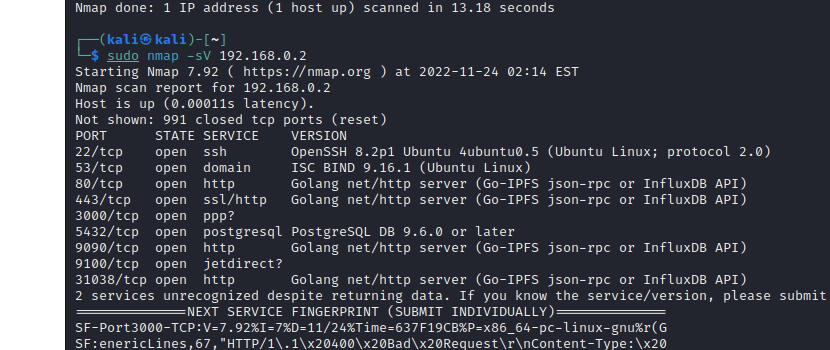 Nmap done: 1 IP address (1 host up) scanned in 13.18 seconds
┌──(kali㉿kali)-[~]
└─$ sudo nmap -sV 192.168.0.2
Starting Nmap 7.92 ( https://nmap.org ) at 2022-11-24 02:14 EST
Nmap scan report for 192.168.0.2
Host is up (0.00011s latency).
Not shown: 991 closed tcp ports (reset)
PORT      STATE SERVICE    VERSION
22/tcp    open  ssh        OpenSSH 8.2p1 Ubuntu 4ubuntu0.5 (Ubuntu Linux; protocol 2.0)
53/tcp    open  domain     ISC BIND 9.16.1 (Ubuntu Linux)
80/tcp    open  http       Golang net/http server (Go-IPFS json-rpc or InfluxDB API)
443/tcp   open  ssl/http   Golang net/http server (Go-IPFS json-rpc or InfluxDB API)
3000/tcp  open  ppp?
5432/tcp  open  postgresql PostgreSQL DB 9.6.0 or later
9090/tcp  open  http       Golang net/http server (Go-IPFS json-rpc or InfluxDB API)
9100/tcp  open  jetdirect?
31038/tcp open  http       Golang net/http server (Go-IPFS json-rpc or InfluxDB API)
2 services unrecognized despite returning data. If you know the service/version, please submit
==============NEXT SERVICE FINGERPRINT (SUBMIT INDIVIDUALLY)==============
SF-Port3000-TCP:V=7.92%I=7%D=11/24%Time=637F19CB%P=x86_64-pc-linux-gnu%r(G
SF:enericLines,67,"HTTP/1\.1\x20400\x20Bad\x20Request\r\nContent-Type:\x20